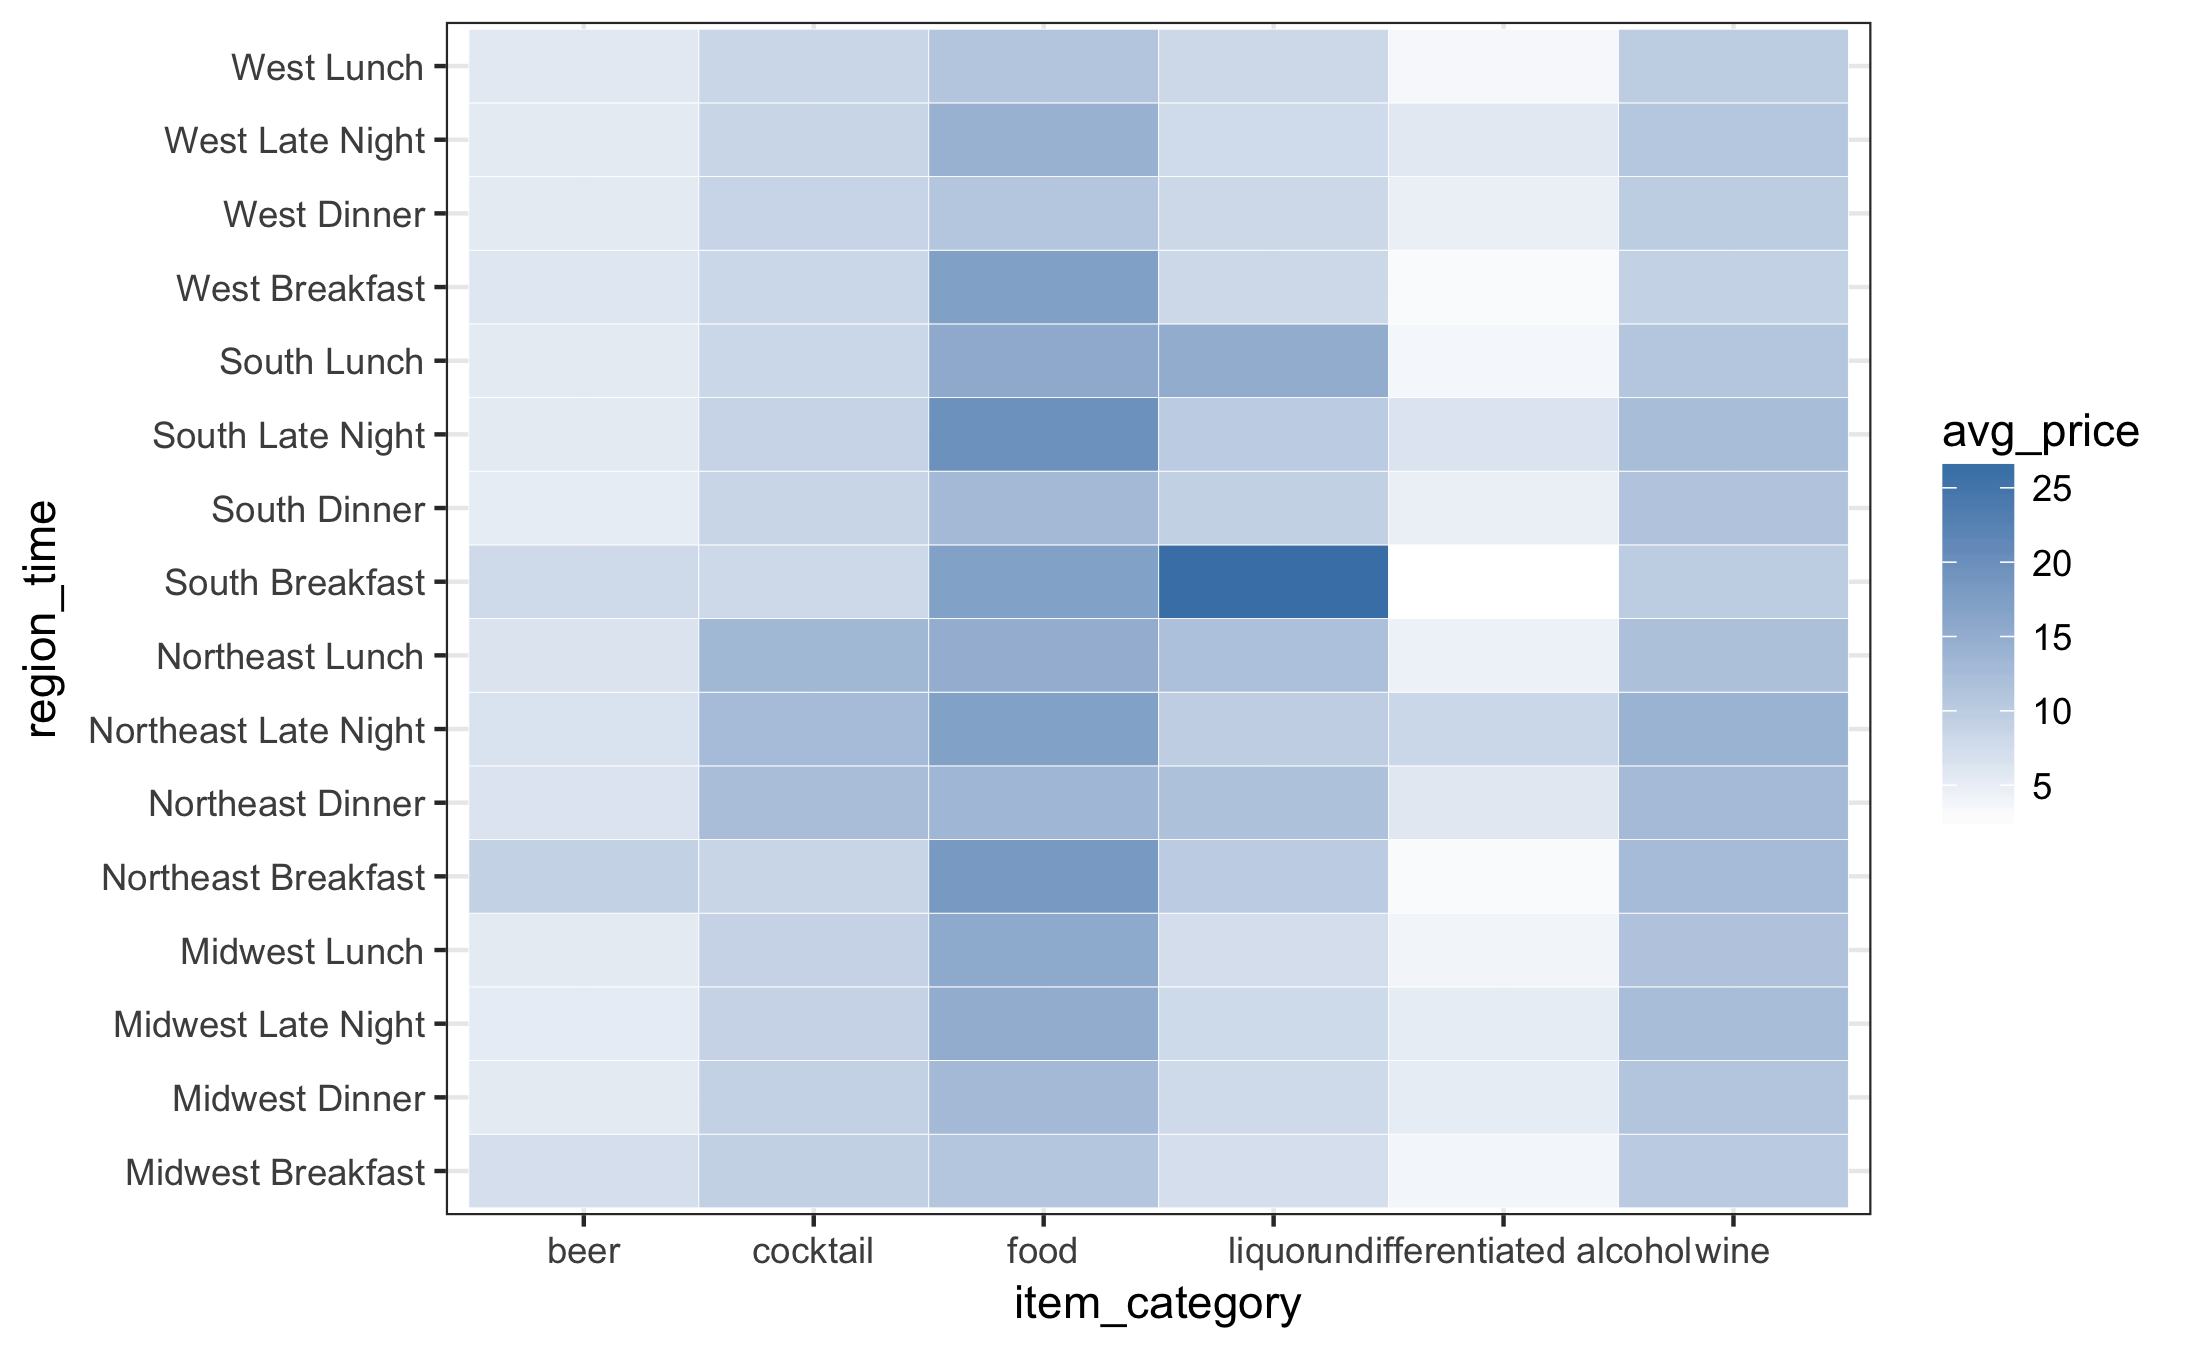 West Lunch
West Late Night
West Dinner
West Breakfast
South Lunch
South Late Night
South Dinner
South Breakfast
Northeast Lunch
Northeast Late Night
Northeast Dinner
Northeast Breakfast
Midwest Lunch
Midwest Late Night
Midwest Dinner
Midwest Breakfast
region_time
beer cocktail food liquor undifferentiated alcohol wine
item_category
avg_price
25
20
15
10
5